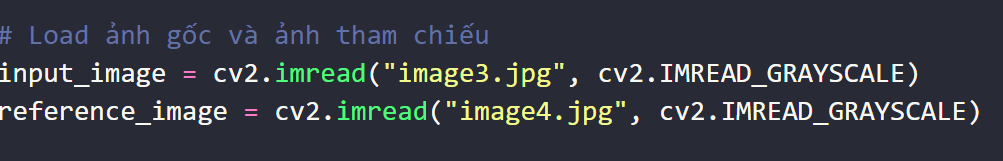 # Load ảnh gốc và ảnh tham chiếu
input_image = cv2.imread("image3.jpg", cv2.IMREAD_GRAYSCALE)
reference_image = cv2.imread("image4.jpg", cv2.IMREAD_GRAYSCALE)